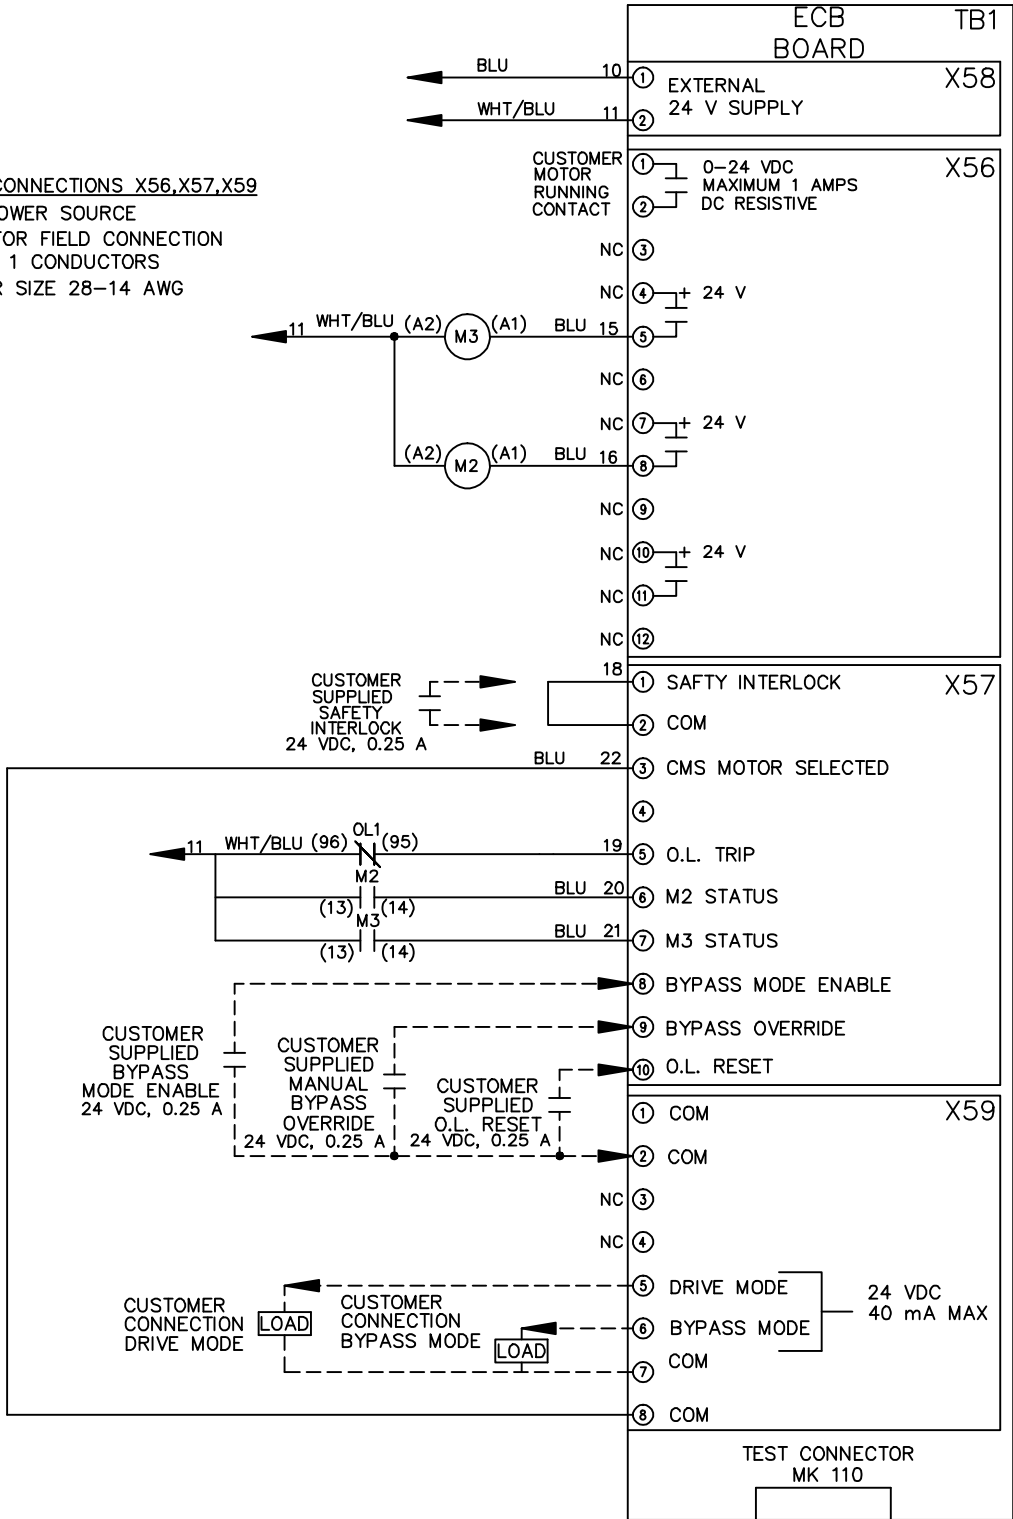 ECB
BOARD
TB1
BLU 10 ① EXTERNAL
24 V SUPPLY
X58
WHT/BLU 11 ②
CONNECTIONS X56,X57,X59
OWER SOURCE
TOR FIELD CONNECTION
1 CONDUCTORS
R SIZE 28-14 AWG
CUSTOMER
MOTOR
RUNNING
CONTACT
①
②
0-24 VDC
MAXIMUM 1 AMPS
DC RESISTIVE
X56
NC ③
NC ④ + 24 V
11 WHT/BLU (A2) M3 (A1) BLU 15 ⑤
NC ⑥
NC ⑦ + 24 V
(A2) M2 (A1) BLU 16 ⑧
NC ⑨
NC ⑩ + 24 V
NC ⑪
NC ⑫
CUSTOMER
SUPPLIED
SAFETY
INTERLOCK
24 VDC, 0.25 A
18 ① SAFTY INTERLOCK
X57
② COM
BLU 22 ③ CMS MOTOR SELECTED
④
11 WHT/BLU (96) OL1 (95) 19 ⑤ O.L. TRIP
M2
(13) (14) BLU 20 ⑥ M2 STATUS
M3
(13) (14) BLU 21 ⑦ M3 STATUS
⑧ BYPASS MODE ENABLE
⑨ BYPASS OVERRIDE
⑩ O.L. RESET
CUSTOMER
SUPPLIED
BYPASS
MODE ENABLE
24 VDC, 0.25 A
CUSTOMER
SUPPLIED
MANUAL
BYPASS
OVERRIDE
24 VDC, 0.25 A
CUSTOMER
SUPPLIED
O.L. RESET
24 VDC, 0.25 A
① COM
X59
② COM
NC ③
NC ④
⑤ DRIVE MODE
⑥ BYPASS MODE
24 VDC
40 mA MAX
⑦ COM
⑧ COM
CUSTOMER
CONNECTION
DRIVE MODE
LOAD
CUSTOMER
CONNECTION
BYPASS MODE
LOAD
TEST CONNECTOR
MK 110